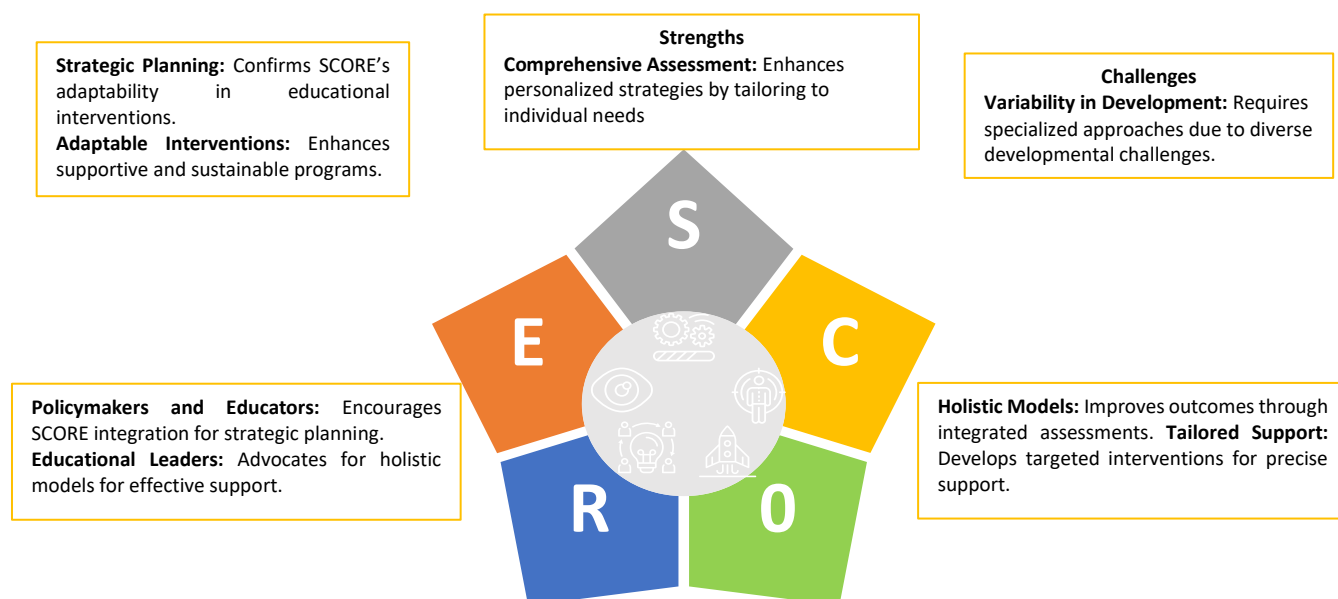 Strengths
Comprehensive Assessment: Enhances
personalized strategies by tailoring to
individual needs
Strategic Planning: Confirms SCORE’s
adaptability in educational
interventions.
Adaptable Interventions: Enhances
supportive and sustainable programs.
Challenges
Variability in Development: Requires
specialized approaches due to diverse
developmental challenges.
S
E
C
Policymakers and Educators: Encourages
SCORE integration for strategic planning.
Educational Leaders: Advocates for holistic
models for effective support.
Holistic Models: Improves outcomes through
integrated assessments. Tailored Support:
Develops targeted interventions for precise
support.
R
0